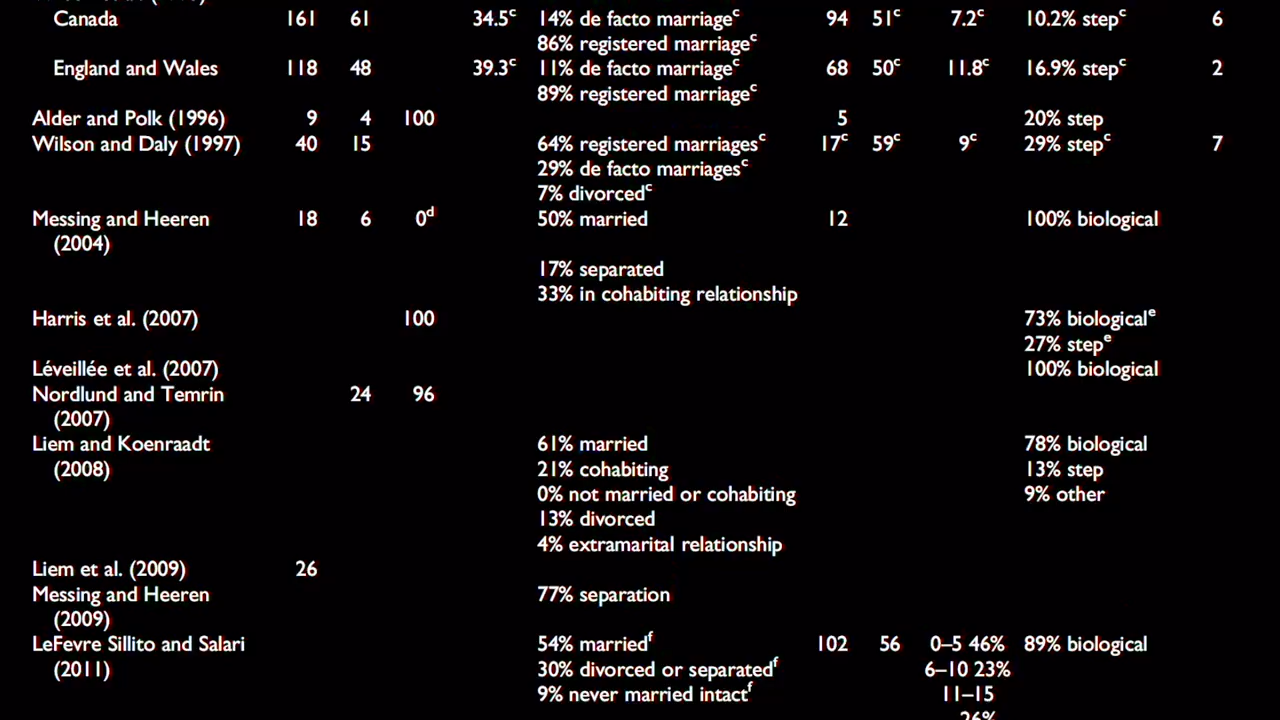 Canada 161 61 34.5c 14% de facto marriagec 94 51c 7.2c 10.2% stepc 6
86% registered marriagec
England and Wales 118 48 39.3c 11% de facto marriagec 68 50c 11.8c 16.9% stepc 2
89% registered marriagec
Alder and Polk (1996) 9 4 100 5 20% step
Wilson and Daly (1997) 40 15 64% registered marriagesc 17c 59c 9c 29% stepc 7
29% de facto marriagesc
7% divorcedc
Messing and Heeren 18 6 0d 50% married 12 100% biological
(2004)
17% separated
33% in cohabiting relationship
Harris et al. (2007) 100 73% biologicale
27% stepe
Léveillée et al. (2007) 100% biological
Nordlund and Temrin 24 96
(2007)
Liem and Koenraadt 61% married 78% biological
(2008) 21% cohabiting 13% step
0% not married or cohabiting 9% other
13% divorced
4% extramarital relationship
Liem et al. (2009) 26
Messing and Heeren 77% separation
(2009)
LeFevre Sillito and Salari 54% marriedf 102 56 0–5 46% 89% biological
(2011) 30% divorced or separatedf 6–10 23%
9% never married intactf 11–15
26%